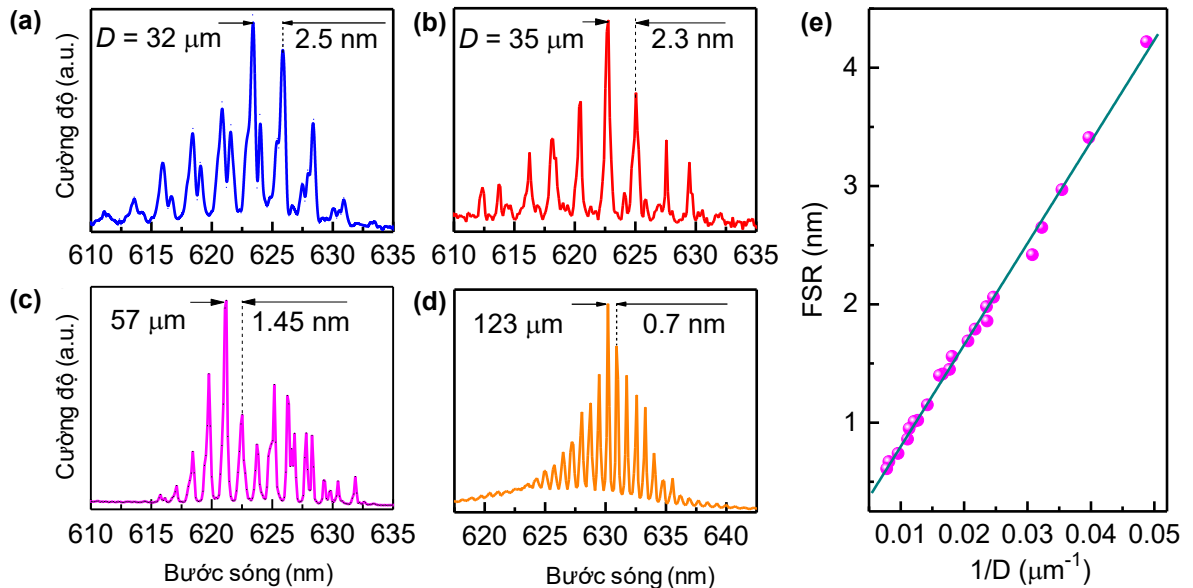 (a)
D = 32 μm
2.5 nm
Cường độ (a.u.)
610 615 620 625 630 635
(b)
D = 35 μm
2.3 nm
610 615 620 625 630 635
(c)
57 μm
1.45 nm
Cường độ (a.u.)
610 615 620 625 630 635
Bước sóng (nm)
(d)
123 μm
0.7 nm
620 625 630 635 640
Bước sóng (nm)
(e)
FSR (nm)
4
3
2
1
0.01 0.02 0.03 0.04 0.05
1/D (μm⁻¹)